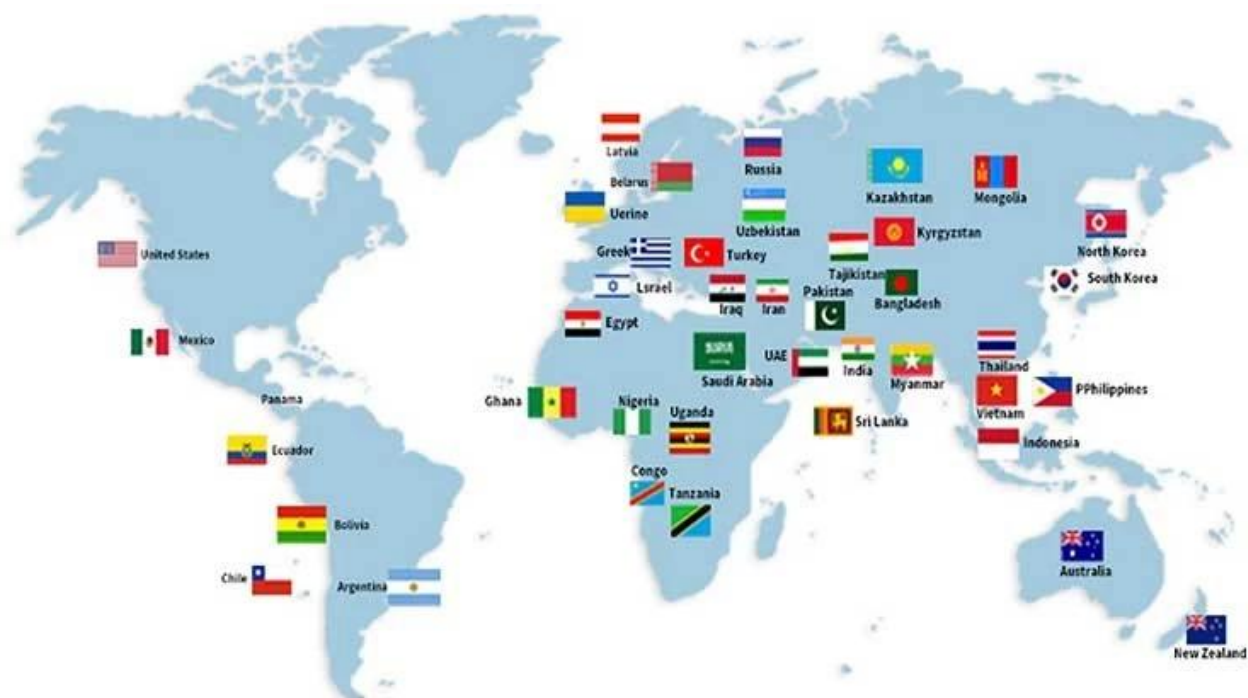 Latvia
Russia
Belarus
Kazakhstan
Mongolia
Uerine
Uzbekistan
Kyrgyzstan
United States
Greek
Turkey
Tajikistan
North Korea
South Korea
Lsrael
Iraq
Iran
Pakistan
Bangladesh
Egypt
Mexico
Saudi Arabia
UAE
India
Myanmar
Thailand
Panama
Ghana
Nigeria
Uganda
Sri Lanka
Vietnam
PPhilippines
Ecuador
Indonesia
Congo
Tanzania
Bolivia
Australia
Chile
Argentina
New Zealand